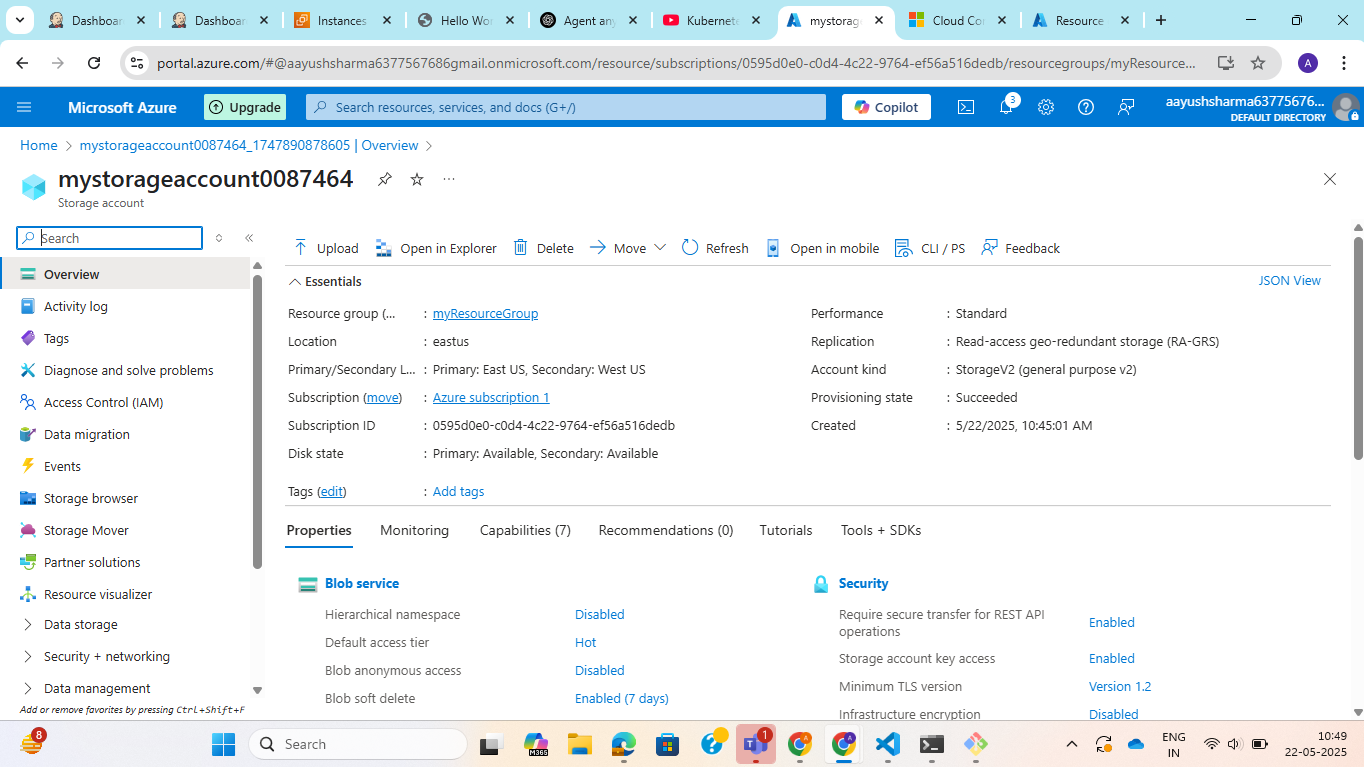 Dashboar
Dashboar
Instances
Hello Wor
Agent any
Kubernete
mystorag
Cloud Co
Resource
portal.azure.com/#@aayushsharma6377567686gmail.onmicrosoft.com/resource/subscriptions/0595d0e0-c0d4-4c22-9764-ef56a516dedb/resourcegroups/myResource...
A
Microsoft Azure
Upgrade
Search resources, services, and docs (G+/)
Copilot
3
aayushsharma63775676...
DEFAULT DIRECTORY
Home > mystorageaccount0087464_1747890878605 | Overview >
mystorageaccount0087464
Storage account
Search
Upload
Open in Explorer
Delete
Move
Refresh
Open in mobile
CLI / PS
Feedback
Overview
Activity log
Tags
Diagnose and solve problems
Access Control (IAM)
Data migration
Events
Storage browser
Storage Mover
Partner solutions
Resource visualizer
Data storage
Security + networking
Data management
Add or remove favorites by pressing Ctrl+Shift+F
Essentials
JSON View
Resource group (... : myResourceGroup
Location : eastus
Primary/Secondary L... : Primary: East US, Secondary: West US
Subscription (move) : Azure subscription 1
Subscription ID : 0595d0e0-c0d4-4c22-9764-ef56a516dedb
Disk state : Primary: Available, Secondary: Available
Tags (edit) : Add tags
Performance : Standard
Replication : Read-access geo-redundant storage (RA-GRS)
Account kind : StorageV2 (general purpose v2)
Provisioning state : Succeeded
Created : 5/22/2025, 10:45:01 AM
Properties
Monitoring
Capabilities (7)
Recommendations (0)
Tutorials
Tools + SDKs
Blob service
Hierarchical namespace Disabled
Default access tier Hot
Blob anonymous access Disabled
Blob soft delete Enabled (7 days)
Security
Require secure transfer for REST API
operations Enabled
Storage account key access Enabled
Minimum TLS version Version 1.2
Infrastructure encryption Disabled
8
Search
M365
1
ENG
IN
10:49
22-05-2025